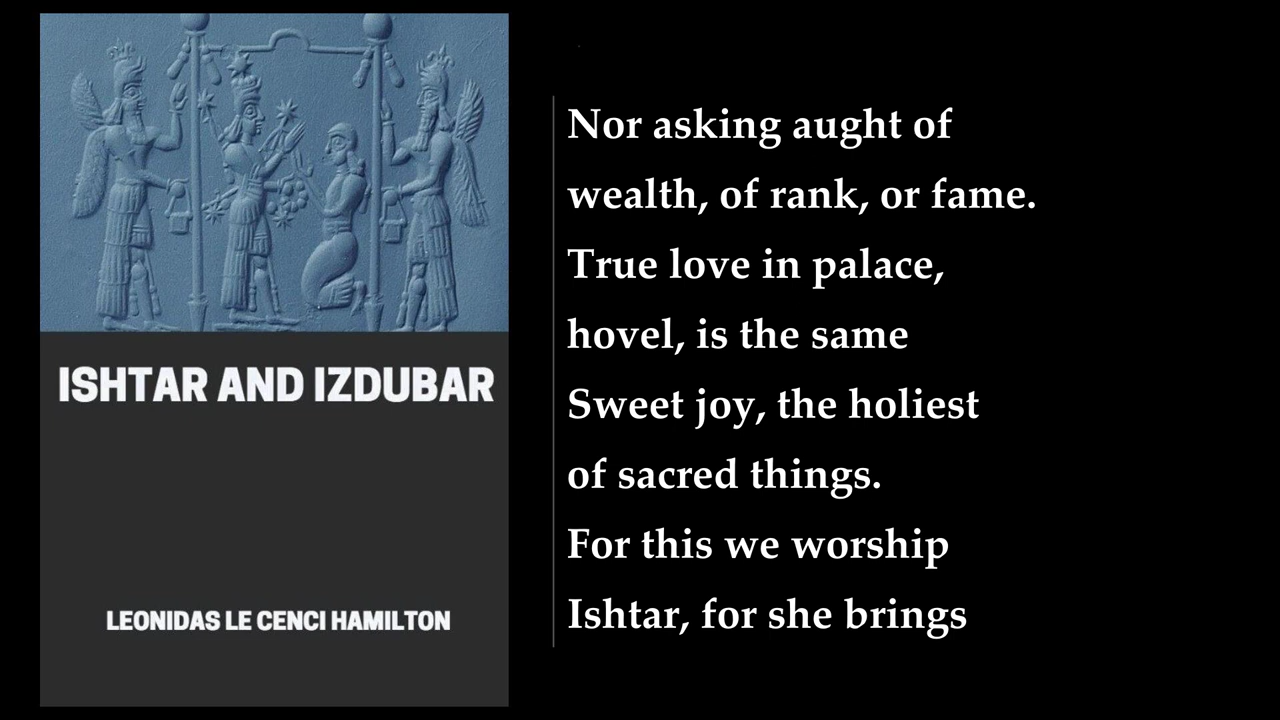 ISHTAR AND IZDUBAR
LEONIDAS LE CENCI HAMILTON
Nor asking aught of
wealth, of rank, or fame.
True love in palace,
hovel, is the same
Sweet joy, the holiest
of sacred things.
For this we worship
Ishtar, for she brings